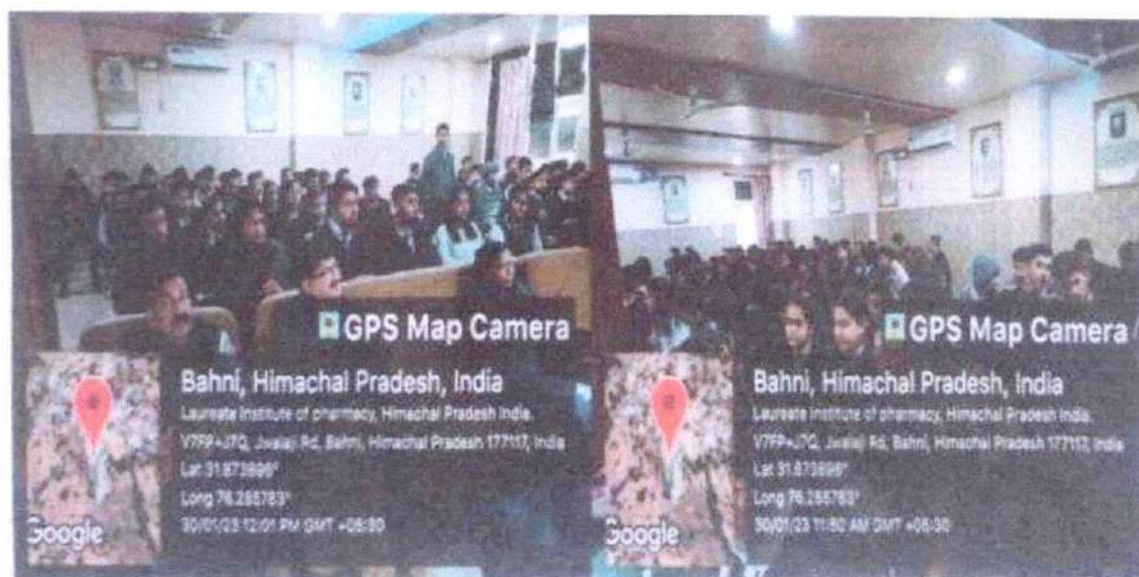 GPS Map Camera
Bahni, Himachal Pradesh, India
Laureate Institute of pharmacy, Himachal Pradesh India.
V7FP+J7Q, Jwalaji Rd, Bahni, Himachal Pradesh 177117, India
Lat 31.873896°
Long 76.285783°
30/01/23 12:01 PM GMT +05:30
Google
GPS Map Camera
Bahni, Himachal Pradesh, India
Laureate Institute of pharmacy, Himachal Pradesh India.
V7FP+J7Q, Jwalaji Rd, Bahni, Himachal Pradesh 177117, India
Lat 31.873896°
Long 76.285783°
30/01/23 11:50 AM GMT +05:30
Google